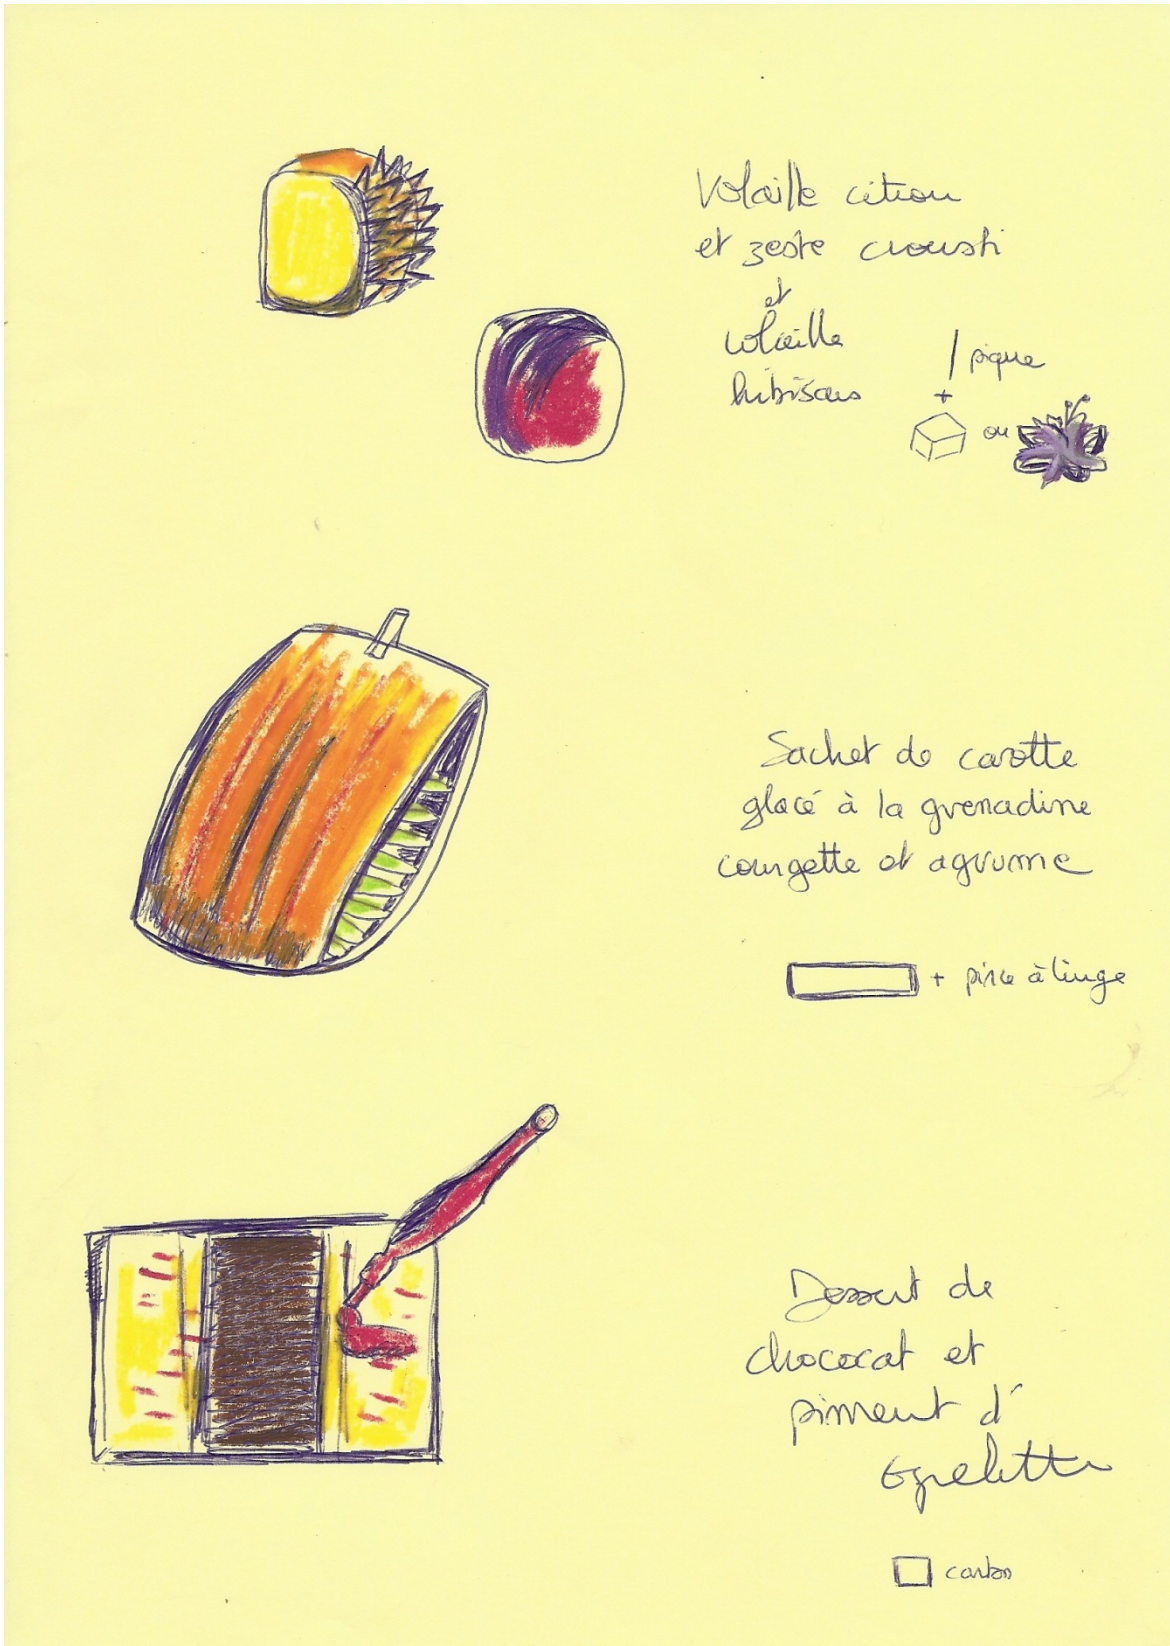 Volaille citron
et zeste crousti
et
volaille
hibiscus
/ pique
+
ou
Sachet de carotte
glacé à la grenadine
courgette et agrume
+ pince à linge
Dessert de
chococat et
piment d'
Espelette
carton